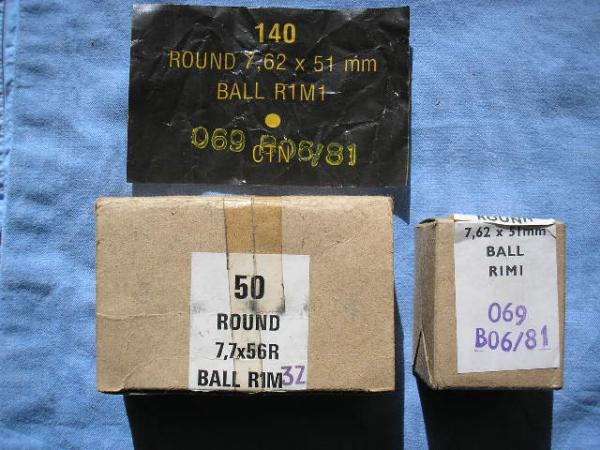 140
ROUND 7,62 x 51 mm
BALL R1M1
069 B06/81
CTN
50
ROUND
7,7x56R
BALL R1M3Z
ROUND
7,62 x 51mm
BALL
R1M1
069
B06/81